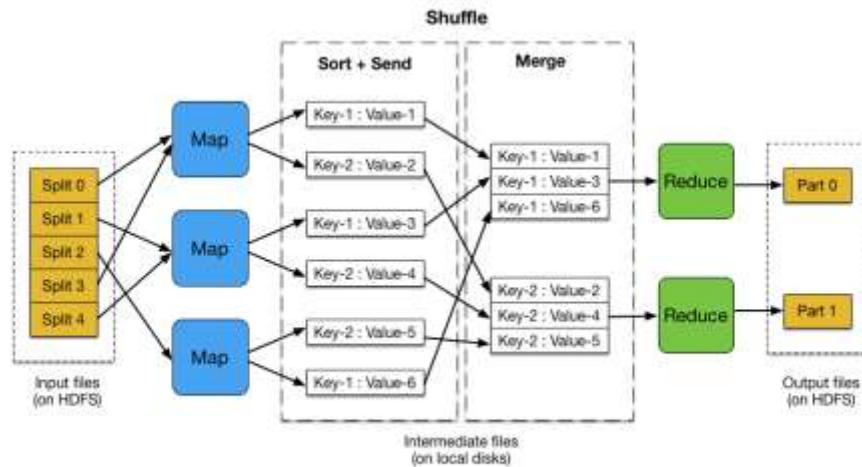 Shuffle
Sort + Send
Merge
Map
Map
Map
Split 0
Split 1
Split 2
Split 3
Split 4
Input files
(on HDFS)
Key-1 : Value-1
Key-2 : Value-2
Key-1 : Value-3
Key-2 : Value-4
Key-2 : Value-5
Key-1 : Value-6
Key-1 : Value-1
Key-1 : Value-3
Key-1 : Value-6
Key-2 : Value-2
Key-2 : Value-4
Key-2 : Value-5
Intermediate files
(on local disks)
Reduce
Reduce
Part 0
Part 1
Output files
(on HDFS)